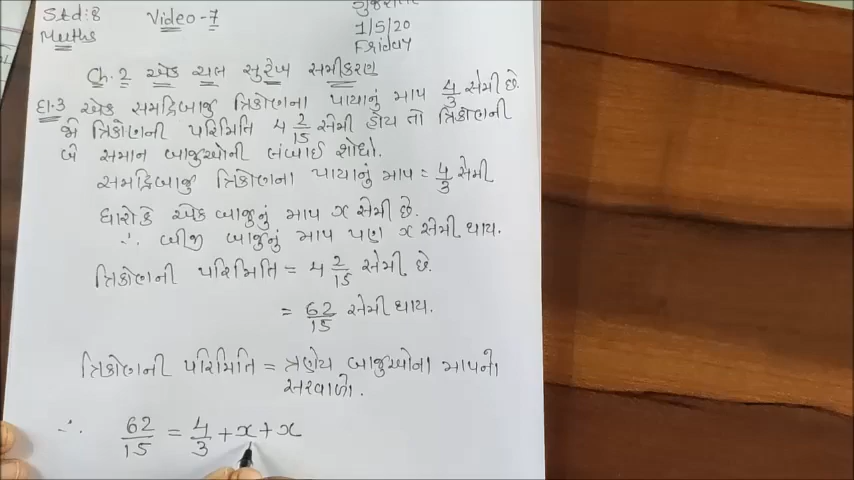 Std:8 Video-7
Maths
1/5/20
Friday
Ch.2 એક ચલ સુરેખ સમીકરણ
દા.3 એક સમદ્વિબાજુ ત્રિકોણના પાયાનું માપ 4/3 સેમી છે.
જો ત્રિકોણની પરિમિતિ 4 2/15 સેમી હોય તો ત્રિકોણની
બે સમાન બાજુઓની લંબાઈ શોધો.
સમદ્વિબાજુ ત્રિકોણના પાયાનું માપ = 4/3 સેમી
ધારોકે એક બાજુનું માપ x સેમી છે.
∴ બીજી બાજુનું માપ પણ x સેમી થાય.
ત્રિકોણની પરિમિતિ = 4 2/15 સેમી છે.
= 62/15 સેમી થાય.
ત્રિકોણની પરિમિતિ = ત્રણેય બાજુઓના માપનો
સરવાળો.
∴ 62/15 = 4/3 + x + x